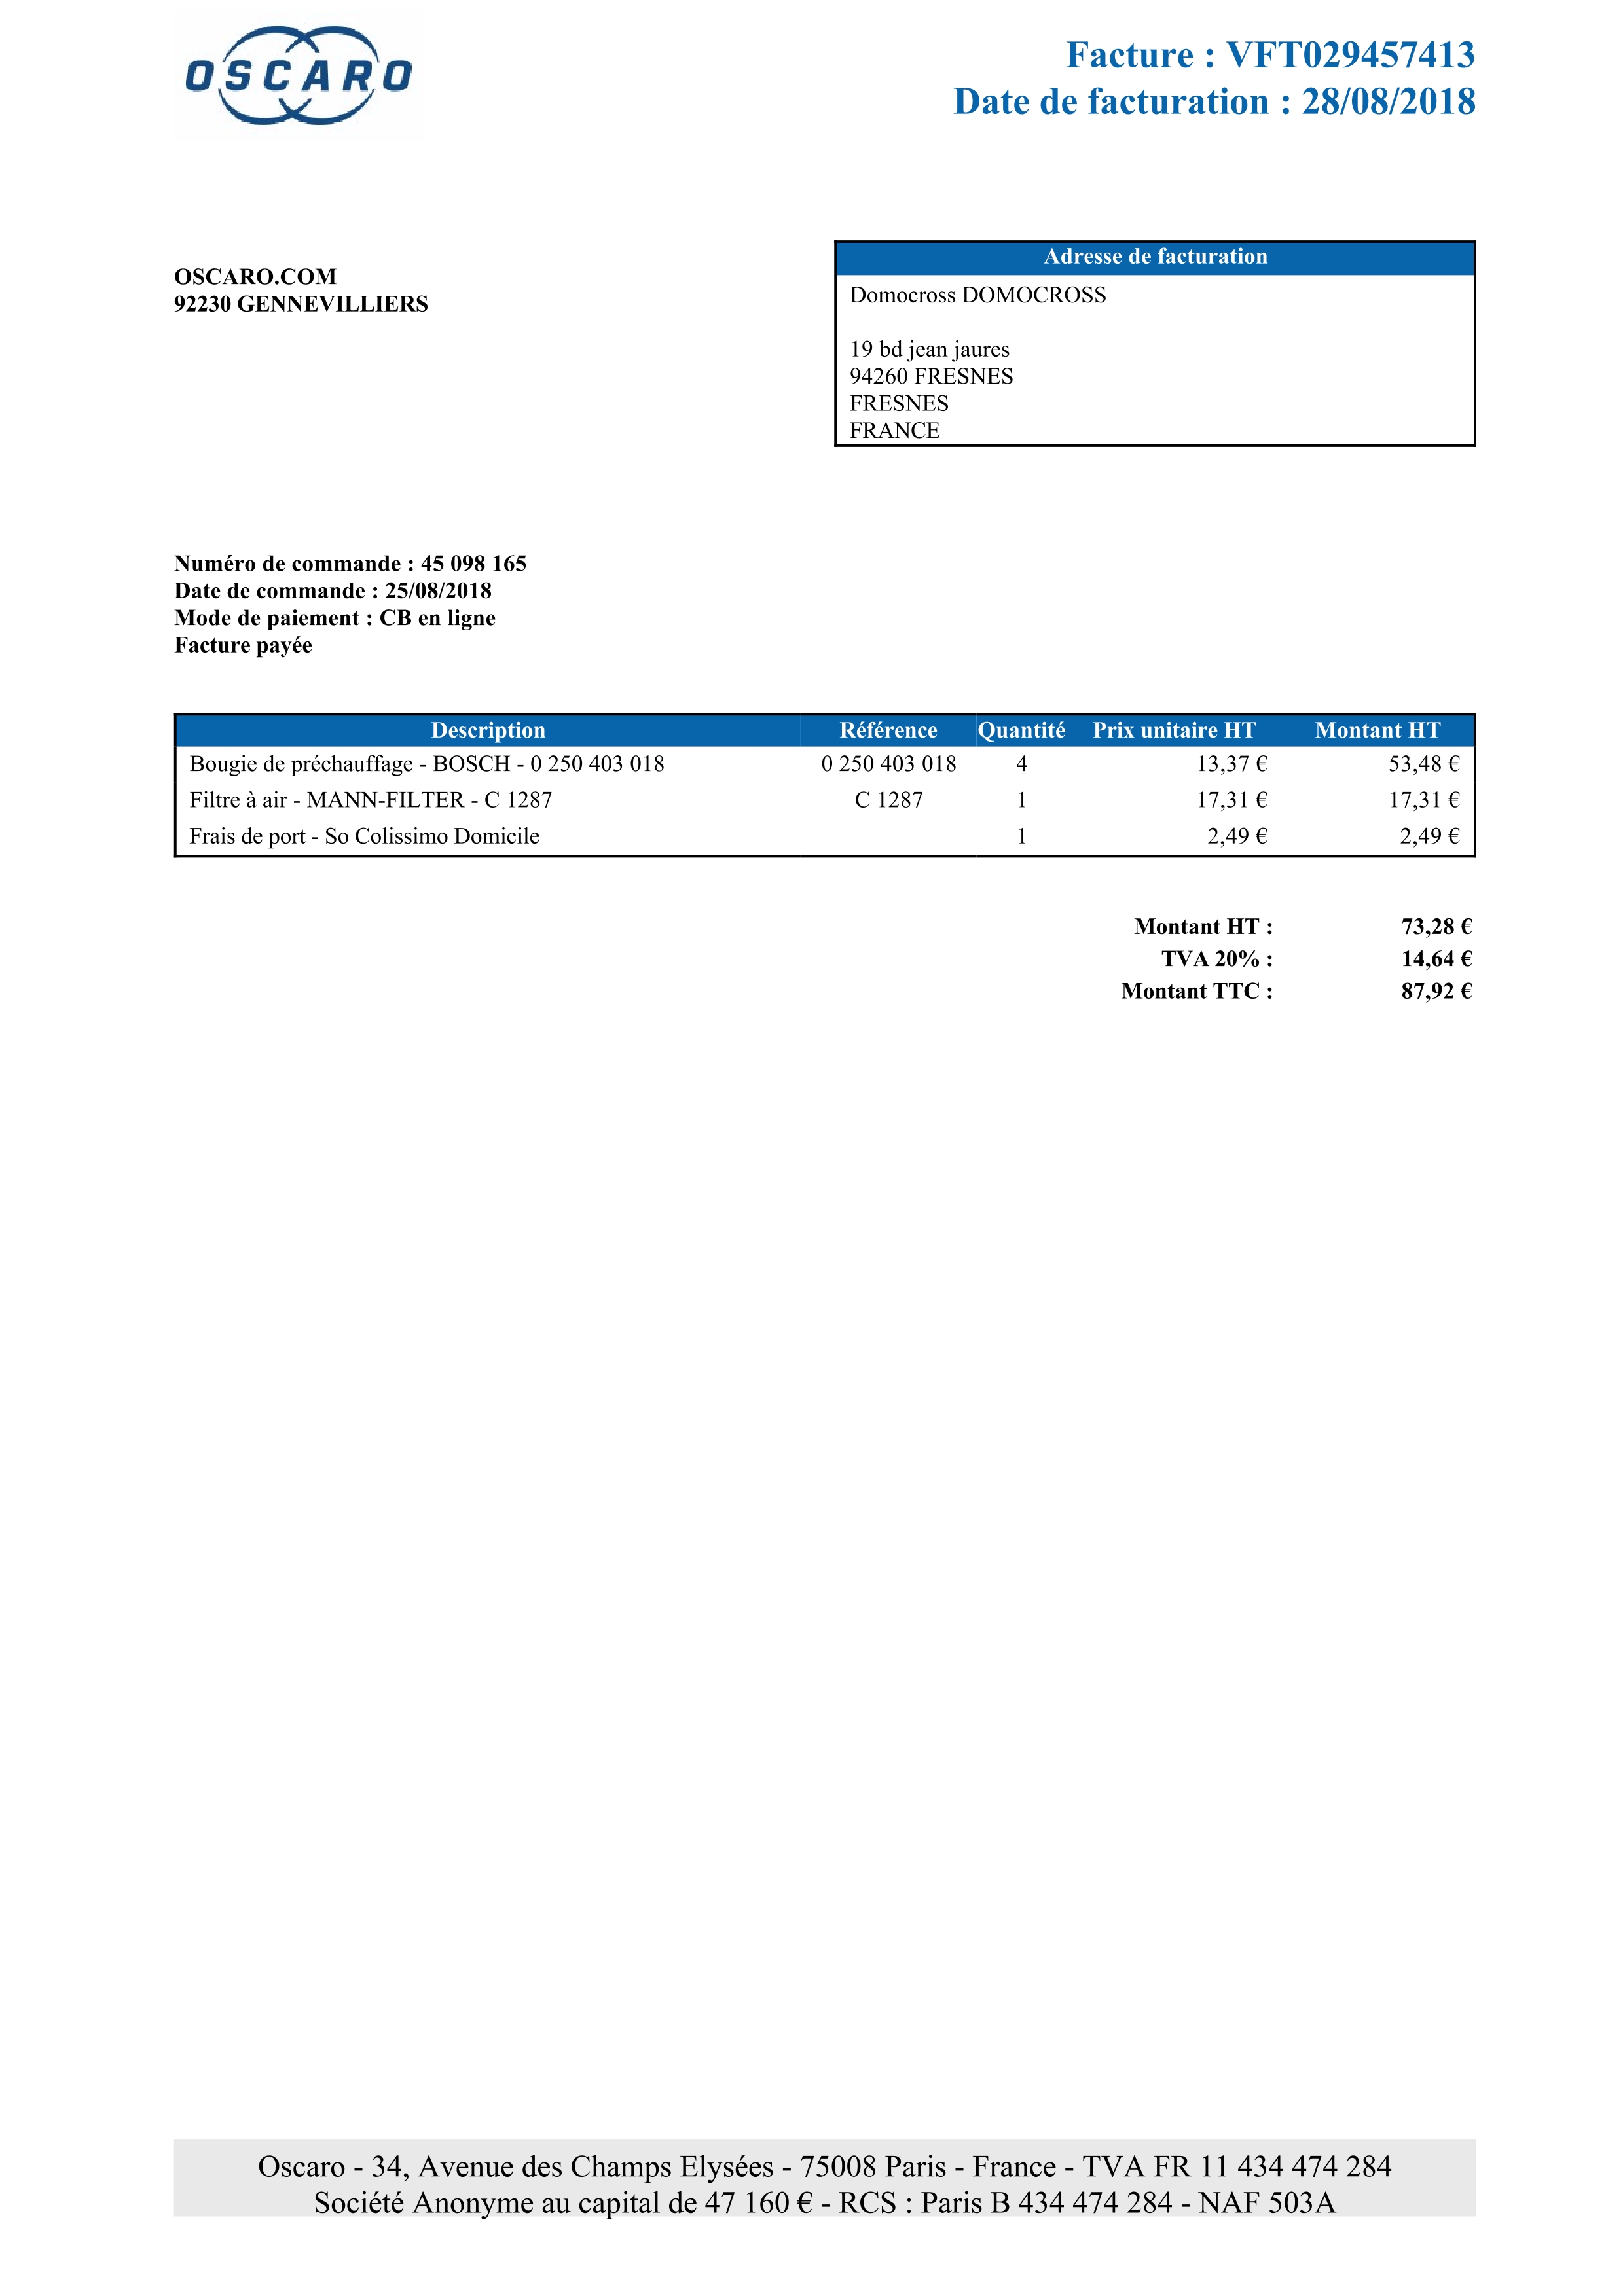 OSCARO
Facture : VFT029457413
Date de facturation : 28/08/2018
OSCARO.COM
92230 GENNEVILLIERS
Adresse de facturation
Domocross DOMOCROSS
19 bd jean jaures
94260 FRESNES
FRESNES
FRANCE
Numéro de commande : 45 098 165
Date de commande : 25/08/2018
Mode de paiement : CB en ligne
Facture payée
Description Référence Quantité Prix unitaire HT Montant HT
Bougie de préchauffage - BOSCH - 0 250 403 018 0 250 403 018 4 13,37 € 53,48 €
Filtre à air - MANN-FILTER - C 1287 C 1287 1 17,31 € 17,31 €
Frais de port - So Colissimo Domicile 1 2,49 € 2,49 €
Montant HT : 73,28 €
TVA 20% : 14,64 €
Montant TTC : 87,92 €
Oscaro - 34, Avenue des Champs Elysées - 75008 Paris - France - TVA FR 11 434 474 284
Société Anonyme au capital de 47 160 € - RCS : Paris B 434 474 284 - NAF 503A